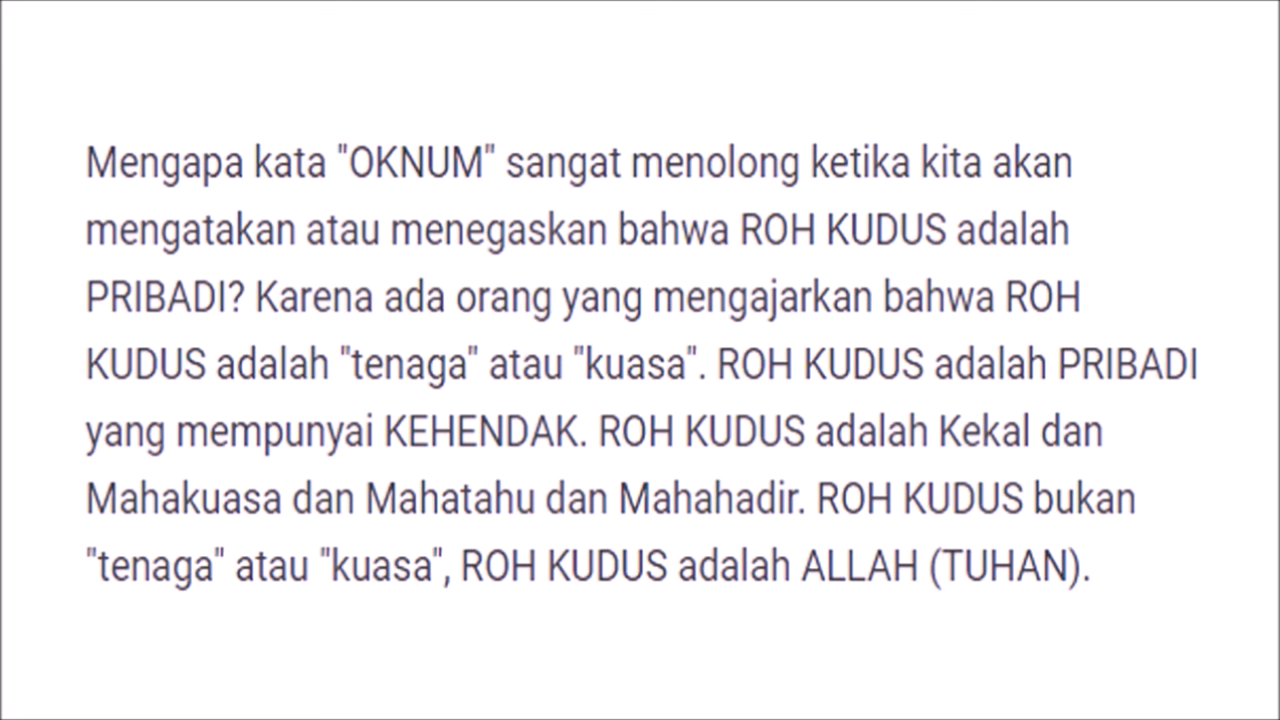 Mengapa kata "OKNUM" sangat menolong ketika kita akan
mengatakan atau menegaskan bahwa ROH KUDUS adalah
PRIBADI? Karena ada orang yang mengajarkan bahwa ROH
KUDUS adalah "tenaga" atau "kuasa". ROH KUDUS adalah PRIBADI
yang mempunyai KEHENDAK. ROH KUDUS adalah Kekal dan
Mahakuasa dan Mahatahu dan Mahahadir. ROH KUDUS bukan
"tenaga" atau "kuasa", ROH KUDUS adalah ALLAH (TUHAN).